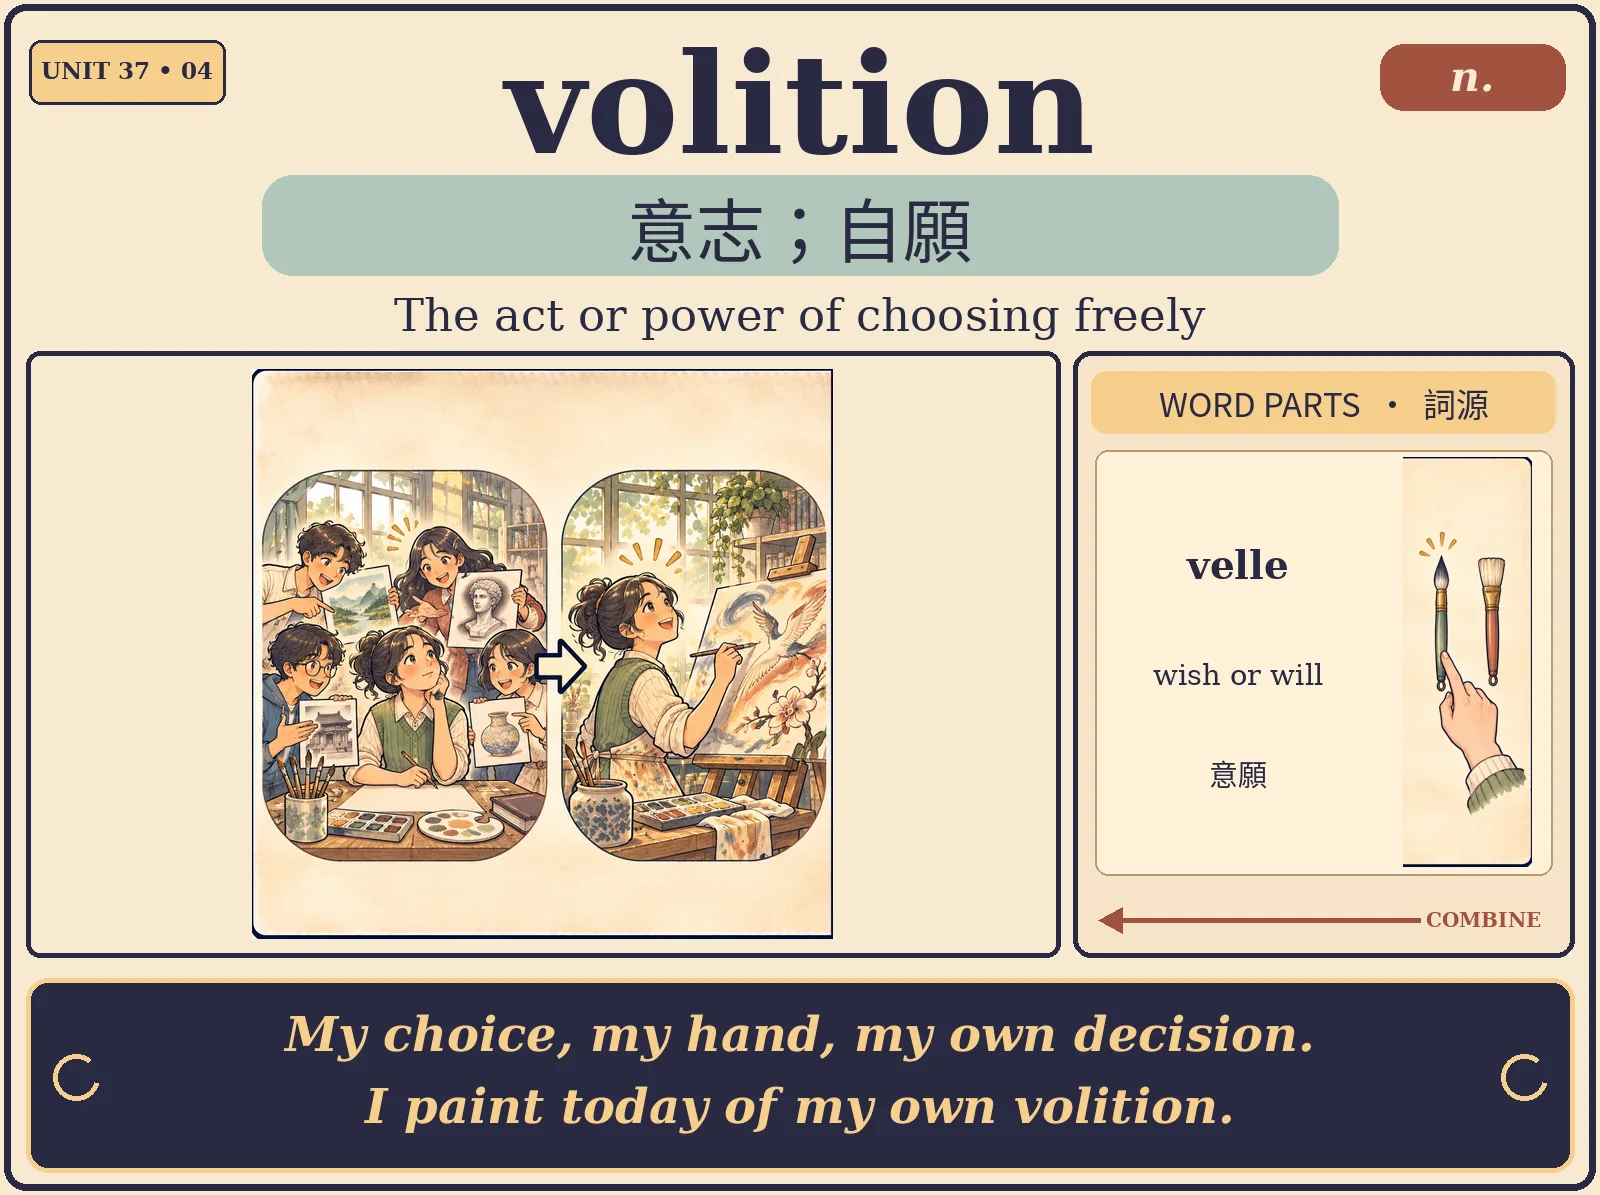 UNIT 37 • 04
volition
n.
意志；自願
The act or power of choosing freely
WORD PARTS • 詞源
velle
wish or will
意願
COMBINE
My choice, my hand, my own decision.
I paint today of my own volition.